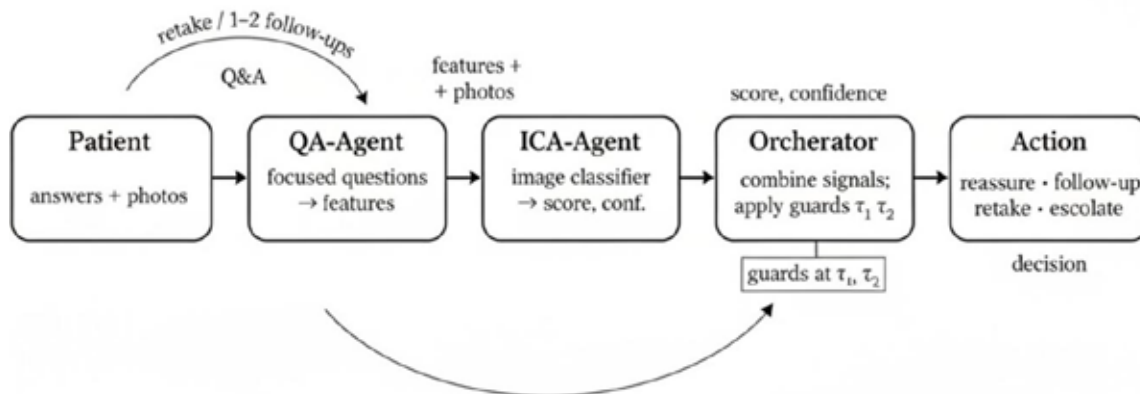 retake / 1–2 follow-ups
Q&A
features +
+ photos
score, confidence
Patient
answers + photos
QA-Agent
focused questions
→ features
ICA-Agent
image classifier
→ score, conf.
Orcherator
combine signals;
apply guards τ₁ τ₂
guards at τ₁, τ₂
Action
reassure · follow-up
retake · escolate
decision